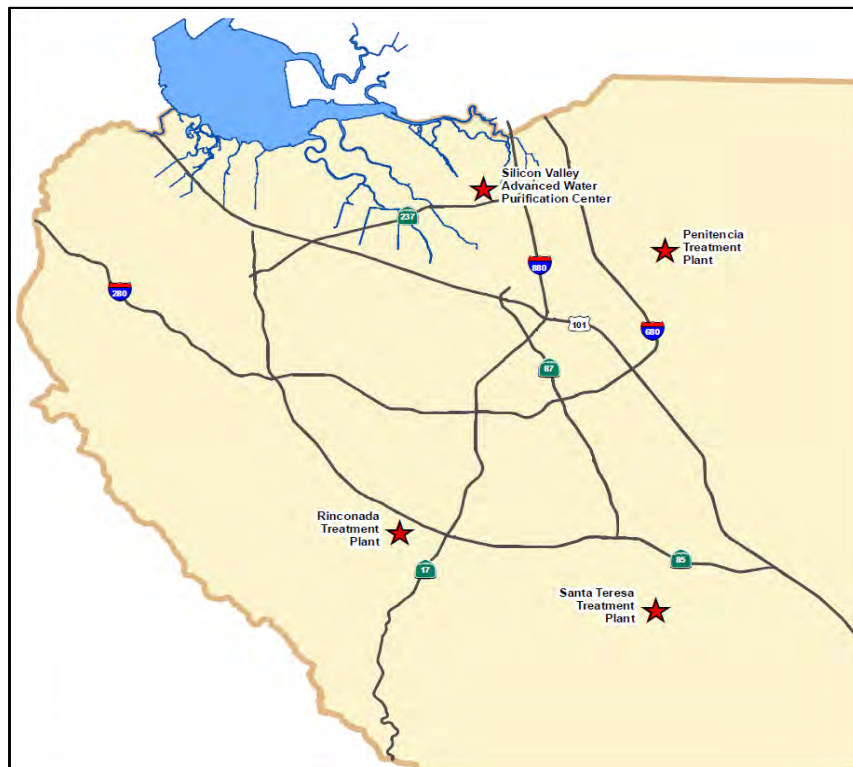 Silicon Valley
Advanced Water
Purification Center
237
Penitencia
Treatment
Plant
880
280
101
680
87
Rinconada
Treatment
Plant
85
17
Santa Teresa
Treatment
Plant